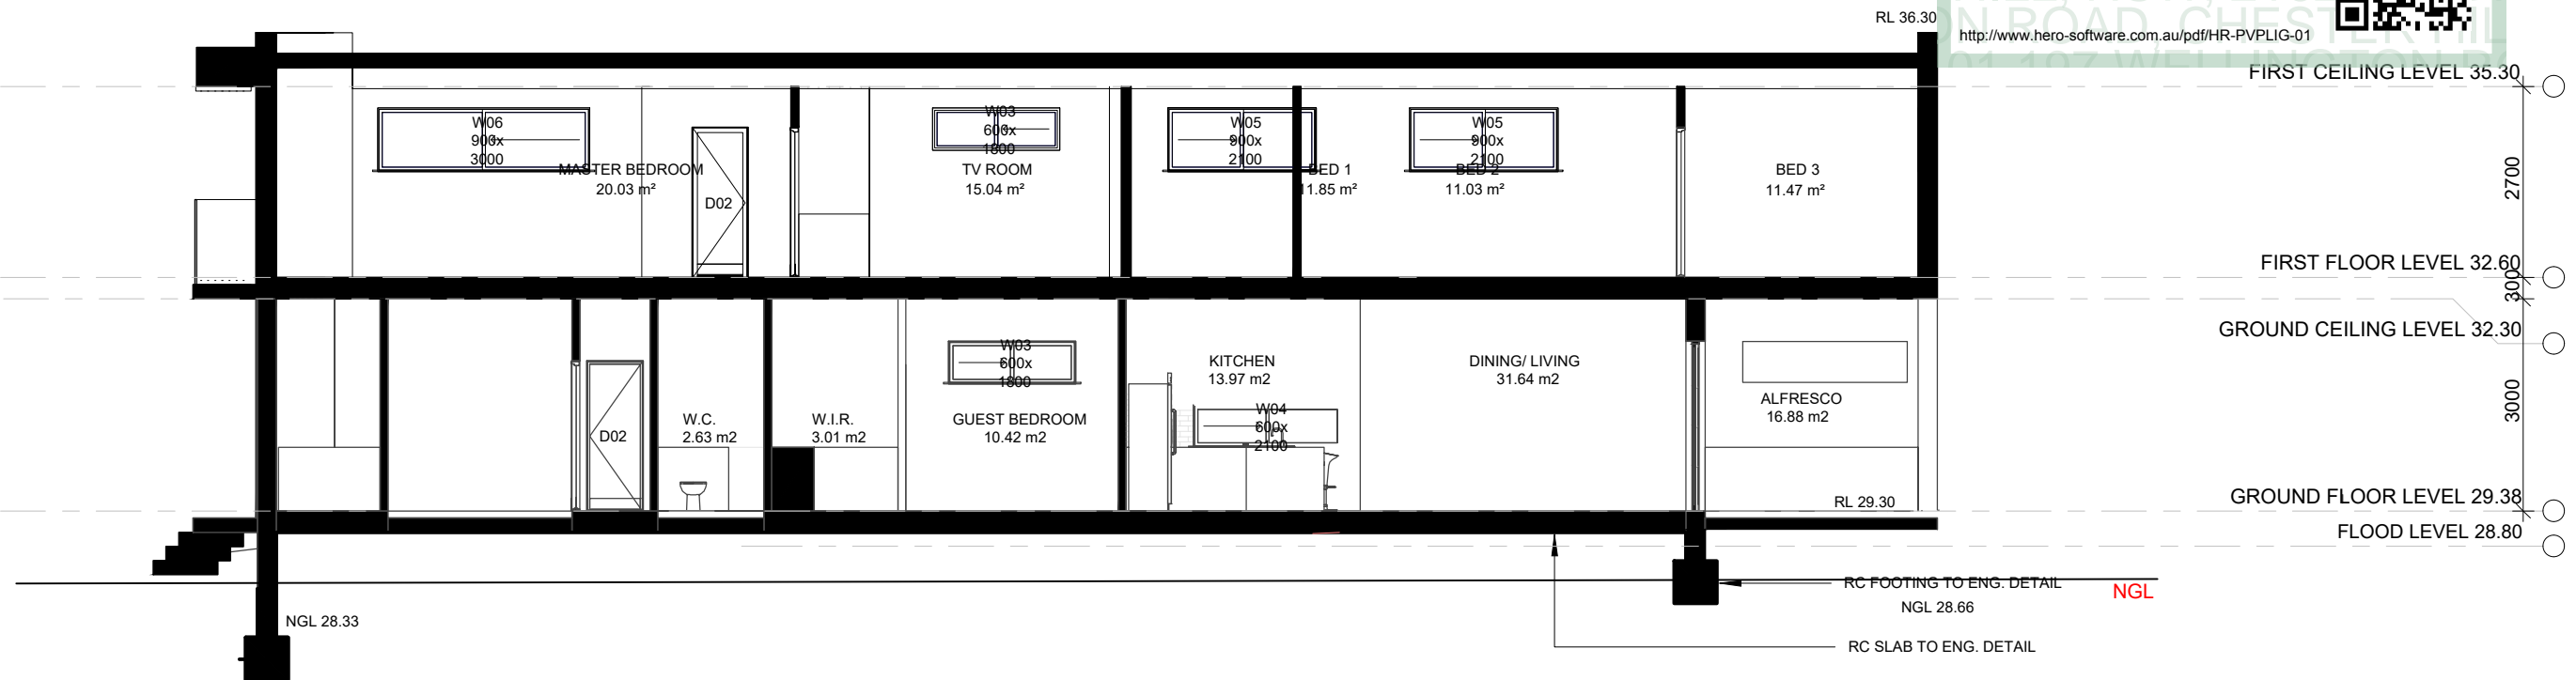 RL 36.30
ON ROAD, CHESTER HIL
http://www.hero-software.com.au/pdf/HR-PVPLIG-01
FIRST CEILING LEVEL 35.30
W06
900x
3000
MASTER BEDROOM
20.03 m²
D02
W03
600x
1800
TV ROOM
15.04 m²
W05
900x
2100
BED 1
11.85 m²
W05
900x
2100
BED 2
11.03 m²
BED 3
11.47 m²
2700
FIRST FLOOR LEVEL 32.60
300
GROUND CEILING LEVEL 32.30
D02
W.C.
2.63 m2
W.I.R.
3.01 m2
W03
600x
1800
GUEST BEDROOM
10.42 m2
KITCHEN
13.97 m2
W04
600x
2100
DINING/ LIVING
31.64 m2
ALFRESCO
16.88 m2
3000
RL 29.30
GROUND FLOOR LEVEL 29.38
FLOOD LEVEL 28.80
RC FOOTING TO ENG. DETAIL
NGL
NGL 28.66
NGL 28.33
RC SLAB TO ENG. DETAIL